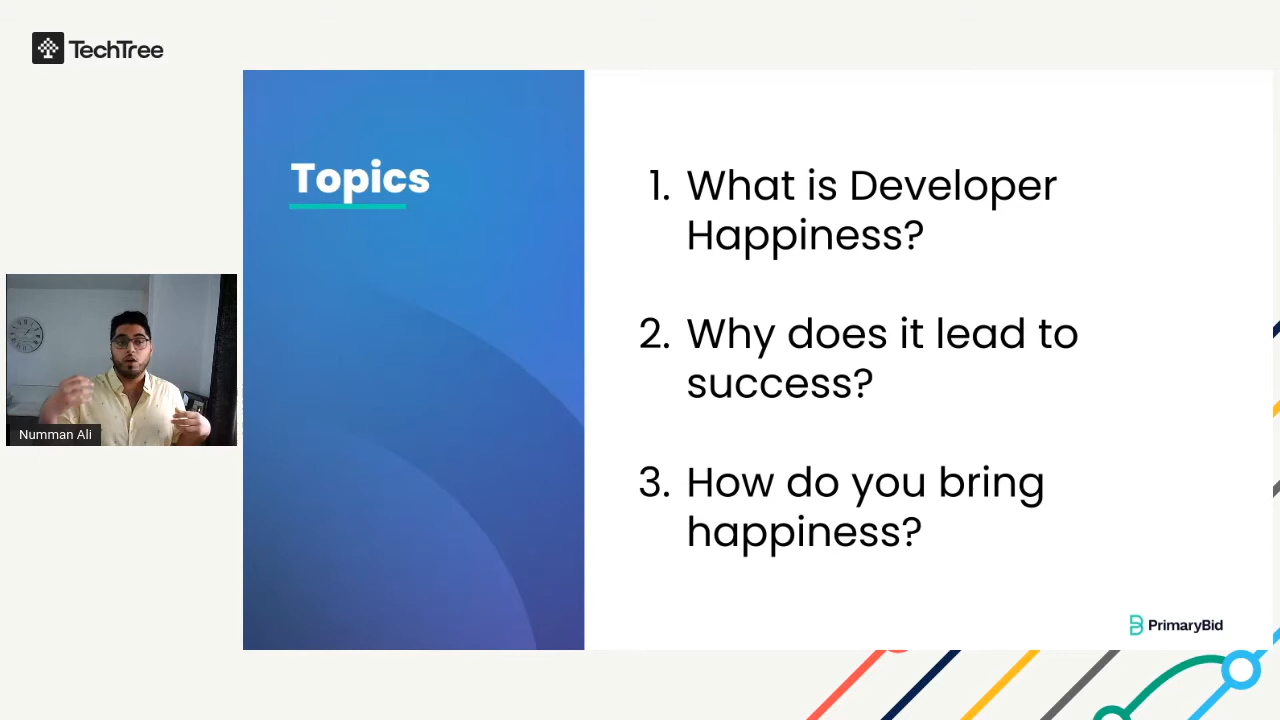 TechTree
Topics
1. What is Developer
Happiness?
2. Why does it lead to
success?
3. How do you bring
happiness?
Numman Ali
PrimaryBid